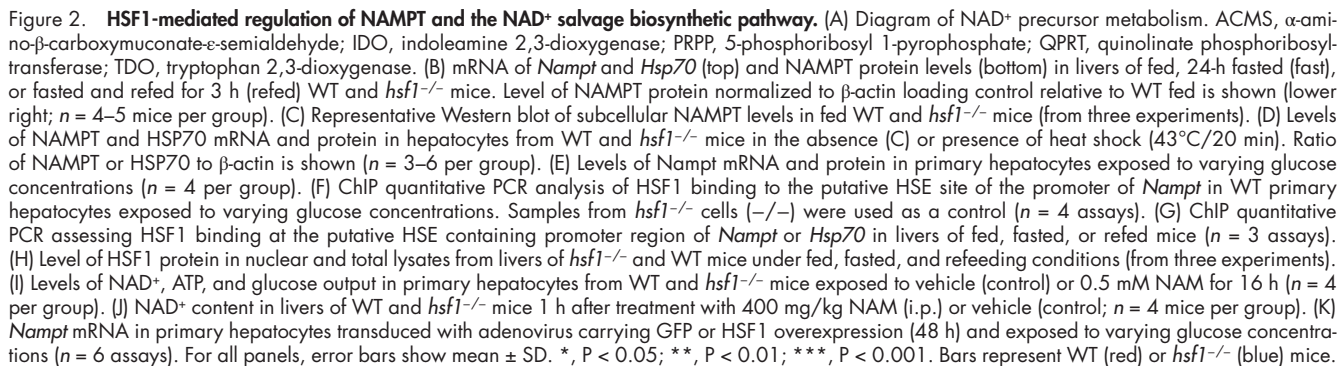 Figure 2. HSF1-mediated regulation of NAMPT and the NAD⁺ salvage biosynthetic pathway. (A) Diagram of NAD⁺ precursor metabolism. ACMS, α-ami-
no-β-carboxymuconate-ε-semialdehyde; IDO, indoleamine 2,3-dioxygenase; PRPP, 5-phosphoribosyl 1-pyrophosphate; QPRT, quinolinate phosphoribosyl-
transferase; TDO, tryptophan 2,3-dioxygenase. (B) mRNA of Nampt and Hsp70 (top) and NAMPT protein levels (bottom) in livers of fed, 24-h fasted (fast),
or fasted and refed for 3 h (refed) WT and hsf1⁻/⁻ mice. Level of NAMPT protein normalized to β-actin loading control relative to WT fed is shown (lower
right; n = 4–5 mice per group). (C) Representative Western blot of subcellular NAMPT levels in fed WT and hsf1⁻/⁻ mice (from three experiments). (D) Levels
of NAMPT and HSP70 mRNA and protein in hepatocytes from WT and hsf1⁻/⁻ mice in the absence (C) or presence of heat shock (43°C/20 min). Ratio
of NAMPT or HSP70 to β-actin is shown (n = 3–6 per group). (E) Levels of Nampt mRNA and protein in primary hepatocytes exposed to varying glucose
concentrations (n = 4 per group). (F) ChIP quantitative PCR analysis of HSF1 binding to the putative HSE site of the promoter of Nampt in WT primary
hepatocytes exposed to varying glucose concentrations. Samples from hsf1⁻/⁻ cells (−/−) were used as a control (n = 4 assays). (G) ChIP quantitative
PCR assessing HSF1 binding at the putative HSE containing promoter region of Nampt or Hsp70 in livers of fed, fasted, or refed mice (n = 3 assays).
(H) Level of HSF1 protein in nuclear and total lysates from livers of hsf1⁻/⁻ and WT mice under fed, fasted, and refeeding conditions (from three experiments).
(I) Levels of NAD⁺, ATP, and glucose output in primary hepatocytes from WT and hsf1⁻/⁻ mice exposed to vehicle (control) or 0.5 mM NAM for 16 h (n = 4
per group). (J) NAD⁺ content in livers of WT and hsf1⁻/⁻ mice 1 h after treatment with 400 mg/kg NAM (i.p.) or vehicle (control; n = 4 mice per group). (K)
Nampt mRNA in primary hepatocytes transduced with adenovirus carrying GFP or HSF1 overexpression (48 h) and exposed to varying glucose concentra-
tions (n = 6 assays). For all panels, error bars show mean ± SD. *, P < 0.05; **, P < 0.01; ***, P < 0.001. Bars represent WT (red) or hsf1⁻/⁻ (blue) mice.